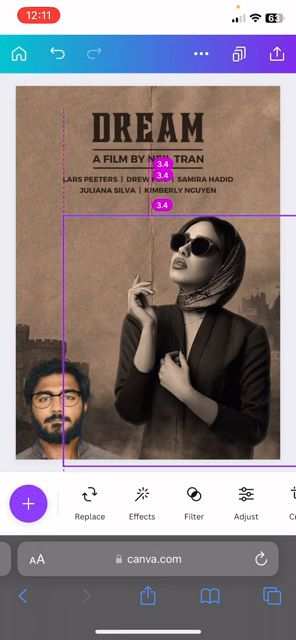 12:11
63
DREAM
A FILM BY NEIL TRAN
3.4
LARS PEETERS | DREW 3.4 | SAMIRA HADID
JULIANA SILVA | KIMBERLY NGUYEN
3.4
Replace
Effects
Filter
Adjust
AA
canva.com